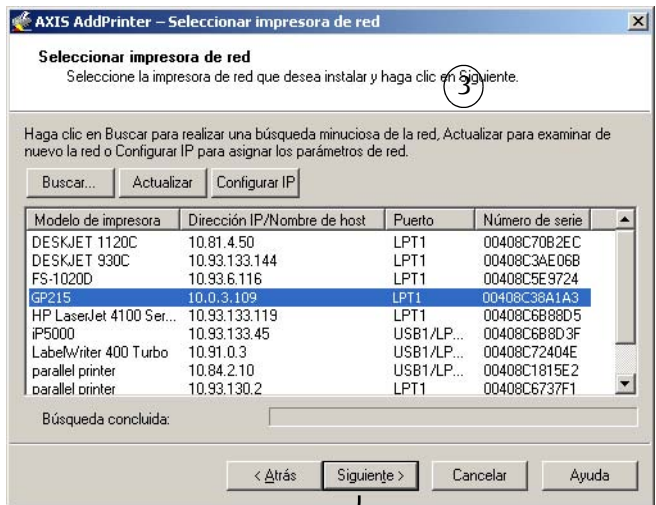 AXIS AddPrinter – Seleccionar impresora de red
Seleccionar impresora de red
Seleccione la impresora de red que desea instalar y haga clic en Siguiente.
3
Haga clic en Buscar para realizar una búsqueda minuciosa de la red, Actualizar para examinar de
nuevo la red o Configurar IP para asignar los parámetros de red.
Buscar... Actualizar Configurar IP
Modelo de impresora Dirección IP/Nombre de host Puerto Número de serie
DESKJET 1120C 10.81.4.50 LPT1 00408C70B2EC
DESKJET 930C 10.93.133.144 LPT1 00408C3AE06B
FS-1020D 10.93.6.116 LPT1 00408C5E9724
GP215 10.0.3.109 LPT1 00408C38A1A3
HP LaserJet 4100 Ser... 10.93.133.119 LPT1 00408C6B88D5
iP5000 10.93.133.45 USB1/LP... 00408C6B8D3F
LabelWriter 400 Turbo 10.91.0.3 USB1/LP... 00408C72404E
parallel printer 10.84.2.10 USB1/LP... 00408C1815E2
parallel printer 10.93.130.2 LPT1 00408C6737F1
Búsqueda concluida:
< Atrás Siguiente > Cancelar Ayuda